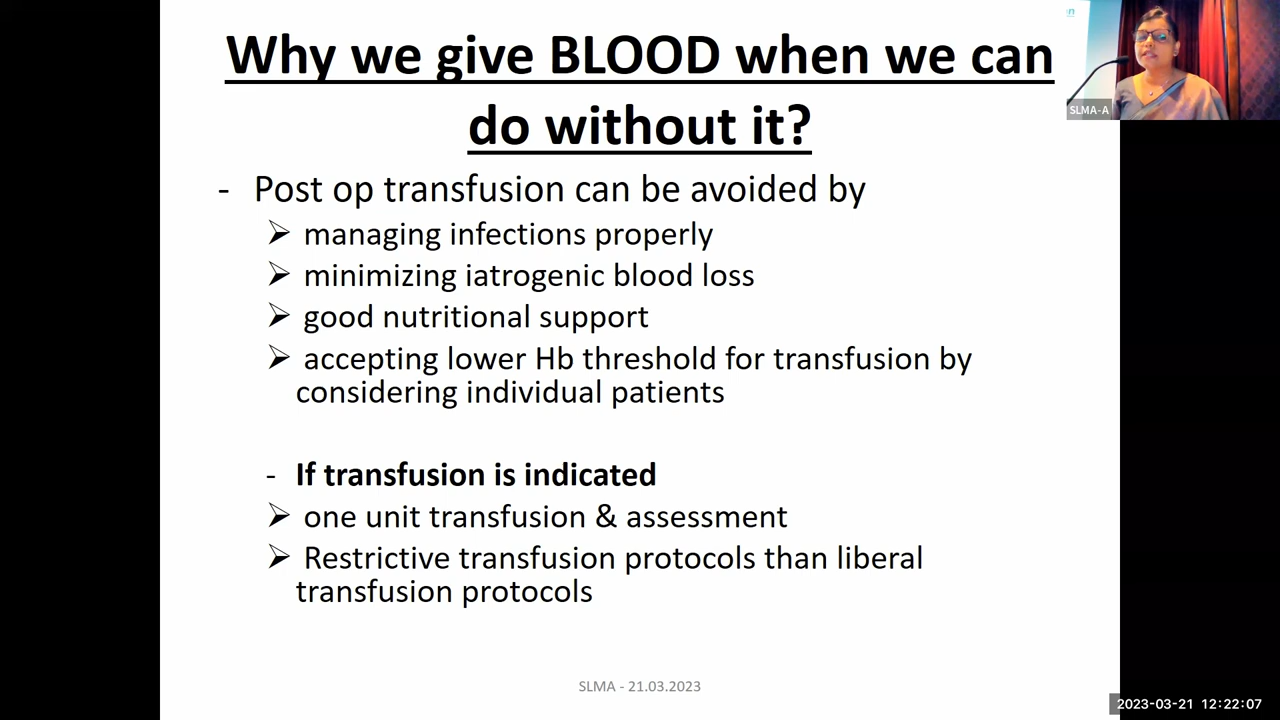 Why we give BLOOD when we can
do without it?
- Post op transfusion can be avoided by
➢ managing infections properly
➢ minimizing iatrogenic blood loss
➢ good nutritional support
➢ accepting lower Hb threshold for transfusion by
considering individual patients
- If transfusion is indicated
➢ one unit transfusion & assessment
➢ Restrictive transfusion protocols than liberal
transfusion protocols
SLMA - 21.03.2023
SLMA-A
2023-03-21 12:22:07